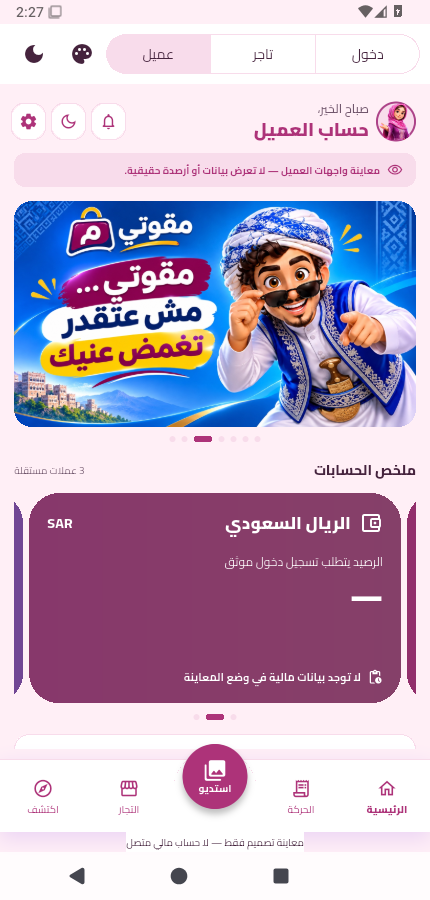 2:27
دخول
تاجر
عميل
صباح الخير،
حساب العميل
معاينة واجهات العميل — لا تعرض بيانات أو أرصدة حقيقية.
مقوتي
مقوتي...
مش عتقدر
تغمض عنيك
ملخص الحسابات
3 عملات مستقلة
الريال السعودي
SAR
الرصيد يتطلب تسجيل دخول موثق
—
لا توجد بيانات مالية في وضع المعاينة
الرئيسية
الحركة
استديو
التجار
اكتشف
معاينة تصميم فقط — لا حساب مالي متصل